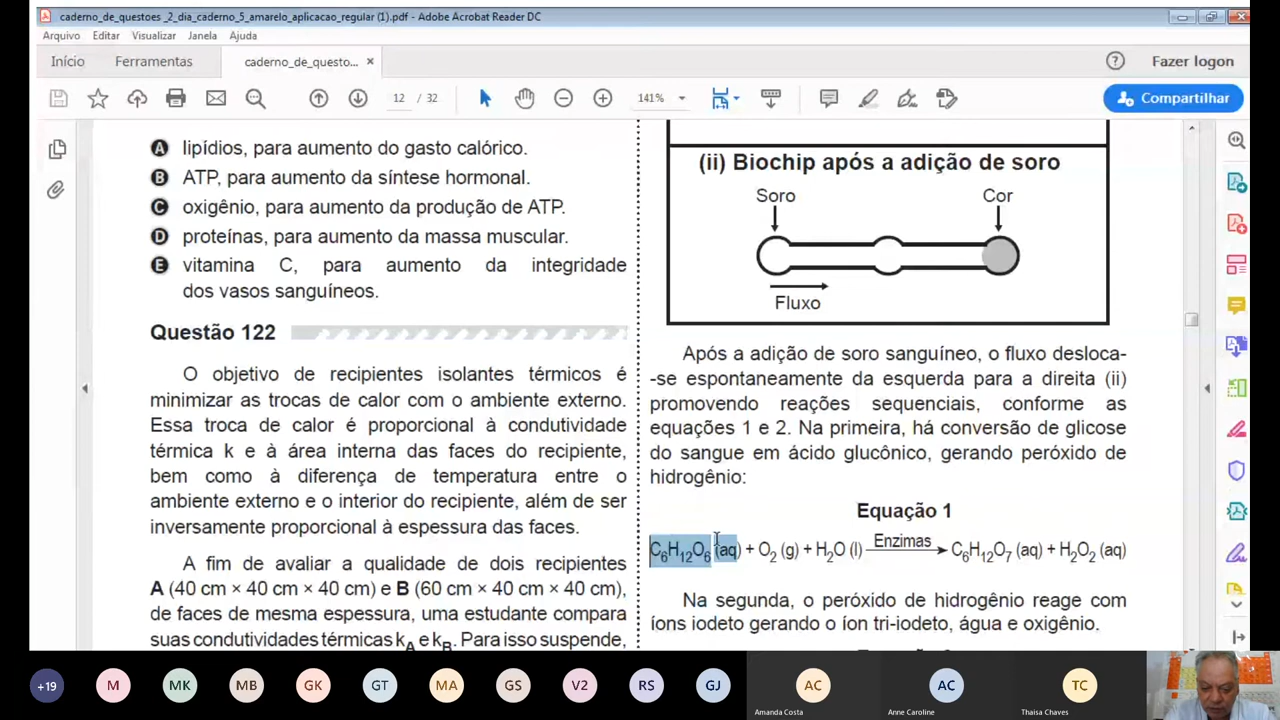 caderno_de_questoes _2_dia_caderno_5_amarelo_aplicacao_regular (1).pdf - Adobe Acrobat Reader DC
Arquivo Editar Visualizar Janela Ajuda
Início Ferramentas caderno_de_questo... × Fazer logon
12 / 32 141% Compartilhar
A lipídios, para aumento do gasto calórico.
B ATP, para aumento da síntese hormonal.
C oxigênio, para aumento da produção de ATP.
D proteínas, para aumento da massa muscular.
E vitamina C, para aumento da integridade
dos vasos sanguíneos.
Questão 122
O objetivo de recipientes isolantes térmicos é
minimizar as trocas de calor com o ambiente externo.
Essa troca de calor é proporcional à condutividade
térmica k e à área interna das faces do recipiente,
bem como à diferença de temperatura entre o
ambiente externo e o interior do recipiente, além de ser
inversamente proporcional à espessura das faces.
A fim de avaliar a qualidade de dois recipientes
A (40 cm × 40 cm × 40 cm) e B (60 cm × 40 cm × 40 cm),
de faces de mesma espessura, uma estudante compara
suas condutividades térmicas k_A e k_B. Para isso suspende,
(ii) Biochip após a adição de soro
Soro Cor
Fluxo
Após a adição de soro sanguíneo, o fluxo desloca-
-se espontaneamente da esquerda para a direita (ii)
promovendo reações sequenciais, conforme as
equações 1 e 2. Na primeira, há conversão de glicose
do sangue em ácido glucônico, gerando peróxido de
hidrogênio:
Equação 1
Enzimas
C₆H₁₂O₆ (aq) + O₂ (g) + H₂O (l) → C₆H₁₂O₇ (aq) + H₂O₂ (aq)
Na segunda, o peróxido de hidrogênio reage com
íons iodeto gerando o íon tri-iodeto, água e oxigênio.
+19 M MK MB GK GT MA GS V2 RS GJ AC AC TC
Amanda Costa Anne Caroline Thaisa Chaves